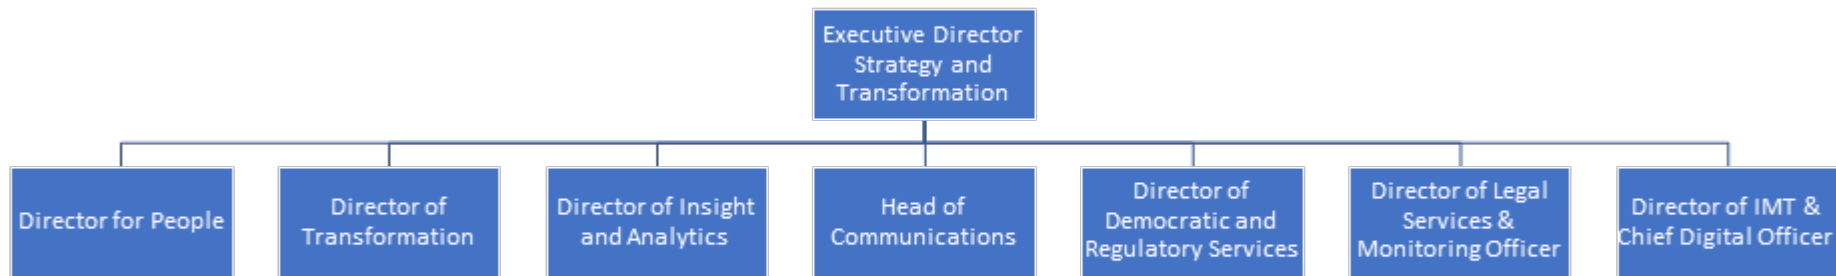 Executive Director
Strategy and
Transformation
Director for People
Director of
Transformation
Director of Insight
and Analytics
Head of
Communications
Director of
Democratic and
Regulatory Services
Director of Legal
Services &
Monitoring Officer
Director of IMT &
Chief Digital Officer